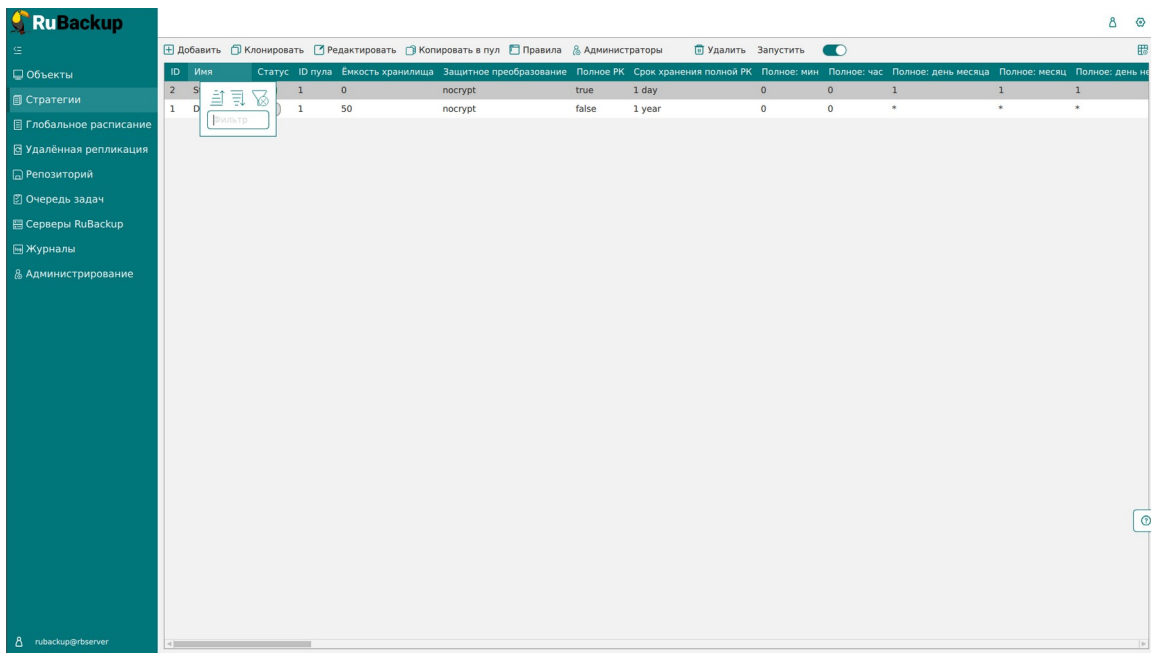 RuBackup
Добавить Клонировать Редактировать Копировать в пул Правила Администраторы Удалить Запустить
Объекты
Стратегии
Глобальное расписание
Удалённая репликация
Репозиторий
Очередь задач
Серверы RuBackup
Журналы
Администрирование
ID Имя Статус ID пула Ёмкость хранилища Защитное преобразование Полное РК Срок хранения полной РК Полное: мин Полное: час Полное: день месяца Полное: месяц Полное: день не
2 S 1 0 nocrypt true 1 day 0 0 1 1 1
1 D 1 50 nocrypt false 1 year 0 0 * * *
Фильтр
rubackup@rbserver